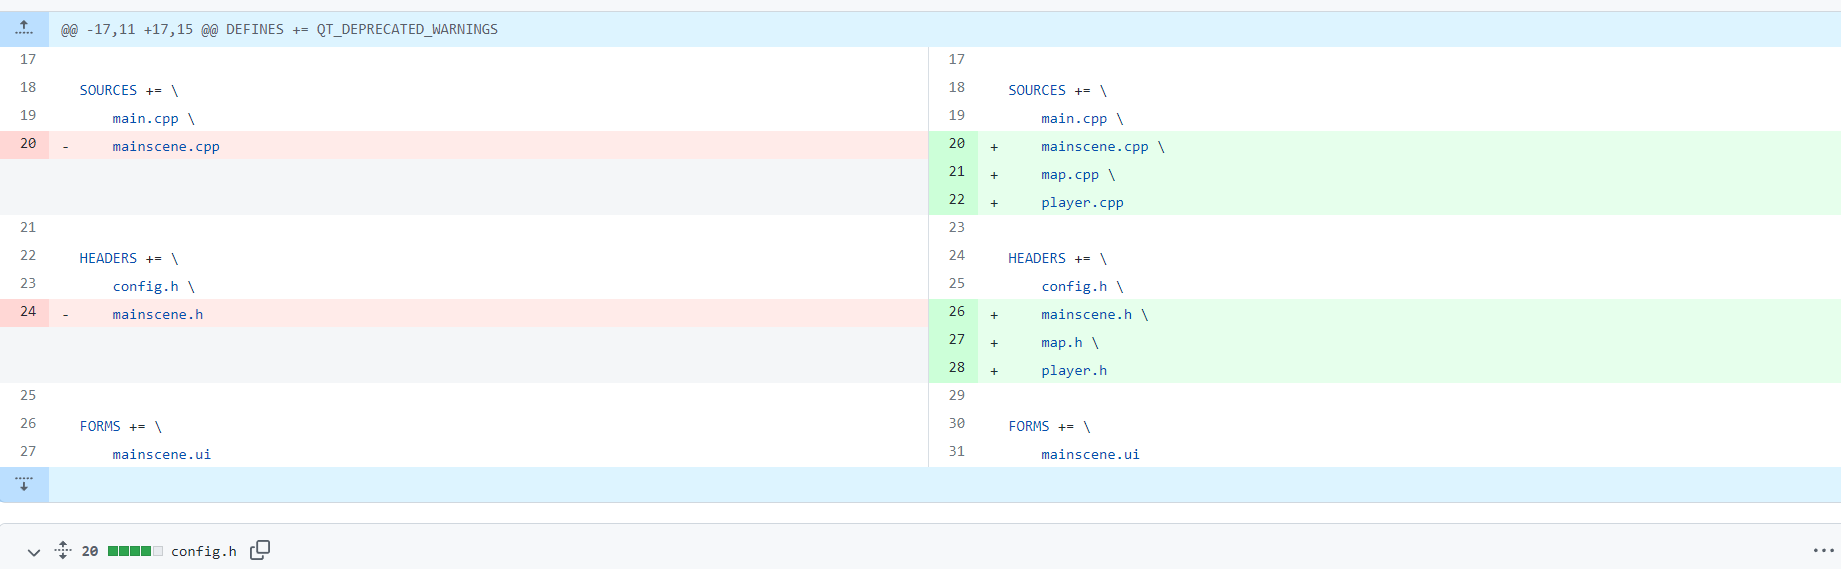 @@ -17,11 +17,15 @@ DEFINES += QT_DEPRECATED_WARNINGS
17
18 SOURCES += \
19 main.cpp \
20 - mainscene.cpp
21
22 HEADERS += \
23 config.h \
24 - mainscene.h
25
26 FORMS += \
27 mainscene.ui
17
18 SOURCES += \
19 main.cpp \
20 + mainscene.cpp \
21 + map.cpp \
22 + player.cpp
23
24 HEADERS += \
25 config.h \
26 + mainscene.h \
27 + map.h \
28 + player.h
29
30 FORMS += \
31 mainscene.ui
20 config.h